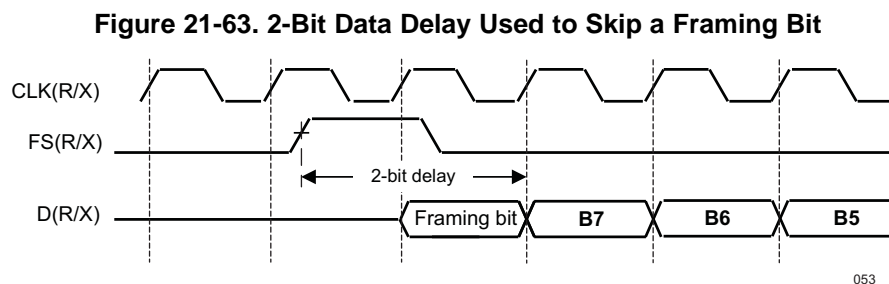 Figure 21-63. 2-Bit Data Delay Used to Skip a Framing Bit
CLK(R/X)
FS(R/X)
2-bit delay
D(R/X)
Framing bit B7 B6 B5
053